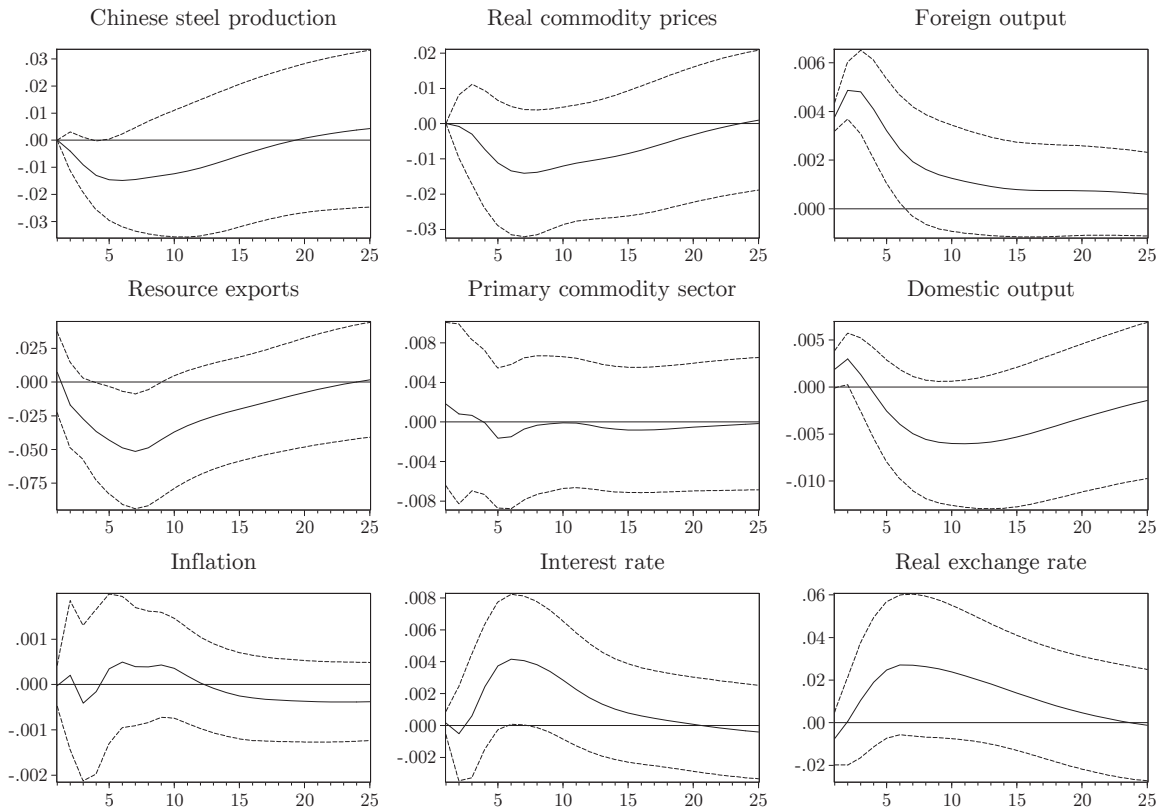 Chinese steel production
Real commodity prices
Foreign output
.03
.03
.01
.00
-.01
-.02
-.03
5 10 15 20 25
.02
.01
.00
-.01
-.02
-.03
5 10 15 20 25
.006
.004
.002
.000
5 10 15 20 25
Resource exports
Primary commodity sector
Domestic output
.025
.000
-.025
-.050
-.075
5 10 15 20 25
.008
.004
.000
-.004
-.008
5 10 15 20 25
.005
.000
-.005
-.010
5 10 15 20 25
Inflation
Interest rate
Real exchange rate
.001
.000
-.001
-.002
5 10 15 20 25
.008
.006
.004
.002
.000
-.002
5 10 15 20 25
.06
.04
.02
.00
-.02
5 10 15 20 25